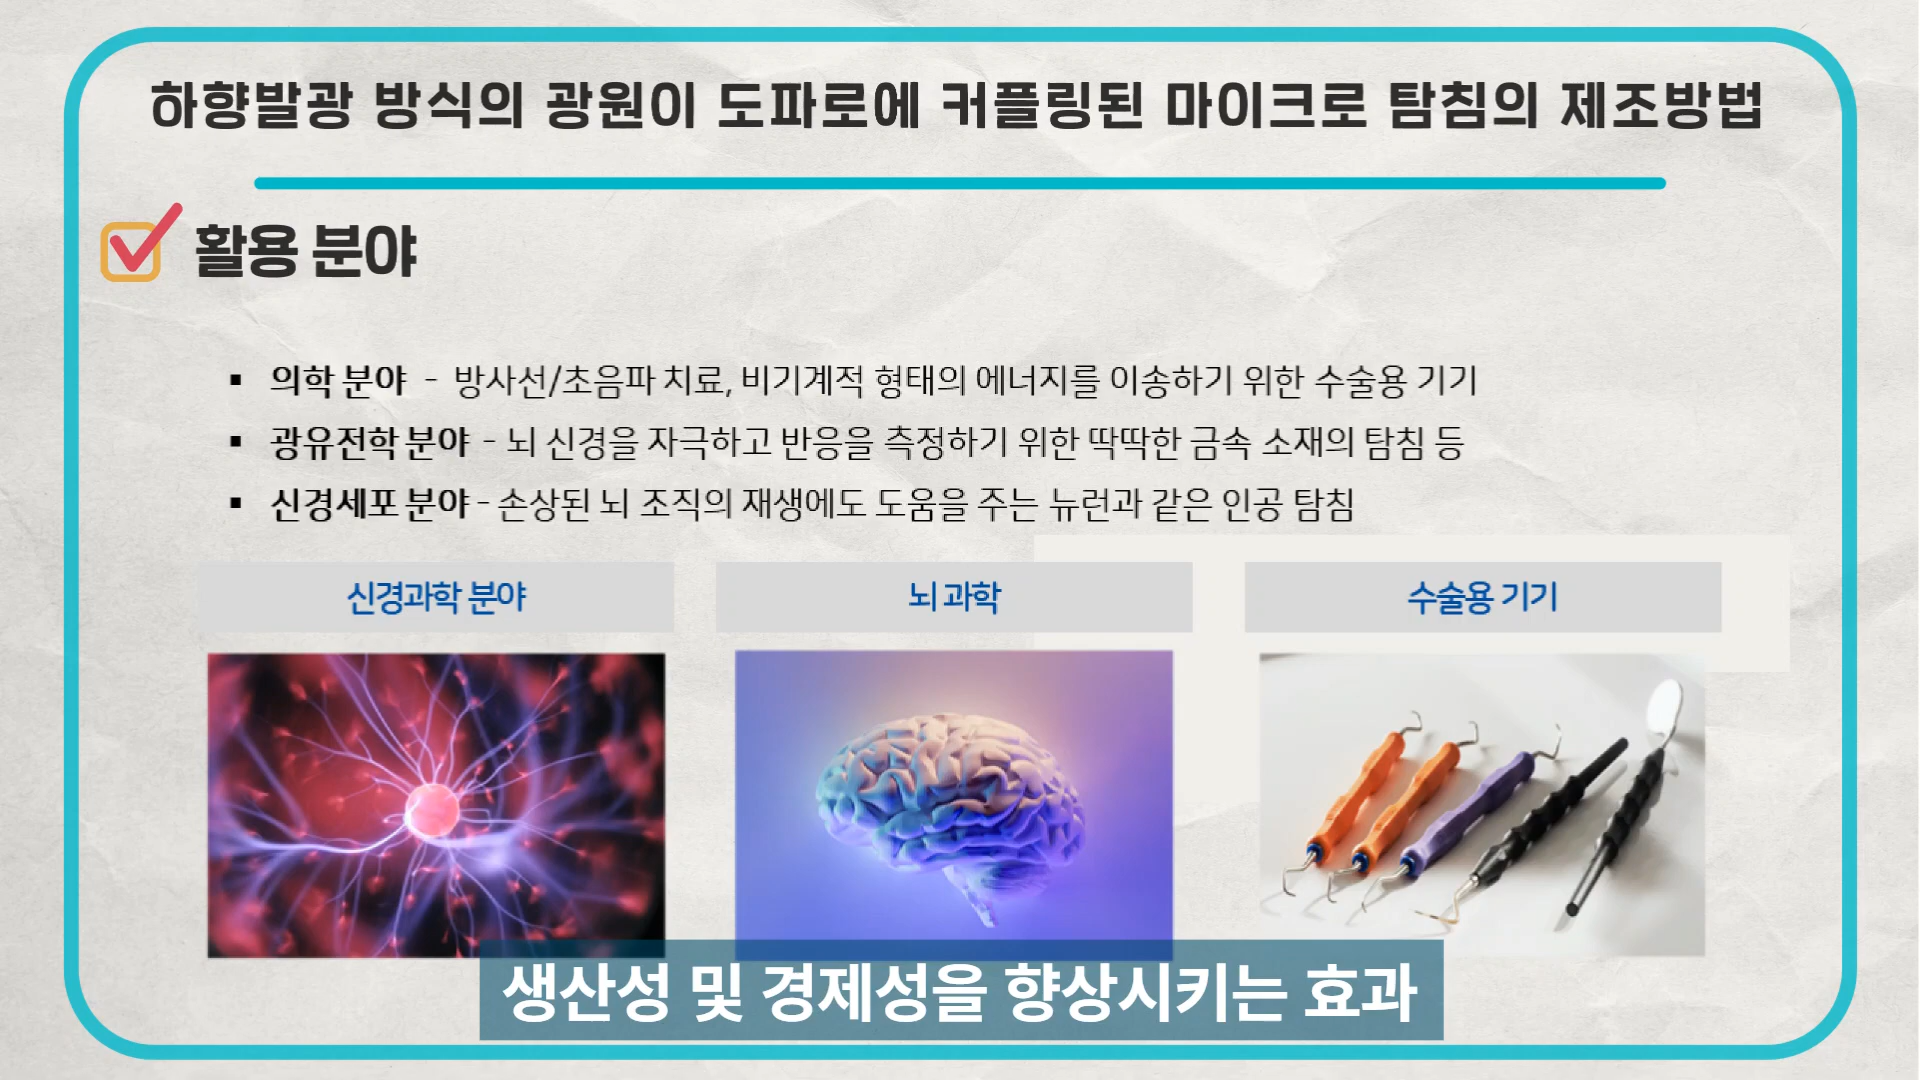 하향발광 방식의 광원이 도파로에 커플링된 마이크로 탐침의 제조방법
활용 분야
▪ 의학 분야 - 방사선/초음파 치료, 비기계적 형태의 에너지를 이송하기 위한 수술용 기기
▪ 광유전학 분야 - 뇌 신경을 자극하고 반응을 측정하기 위한 딱딱한 금속 소재의 탐침 등
▪ 신경세포 분야 - 손상된 뇌 조직의 재생에도 도움을 주는 뉴런과 같은 인공 탐침
신경과학 분야
뇌 과학
수술용 기기
생산성 및 경제성을 향상시키는 효과